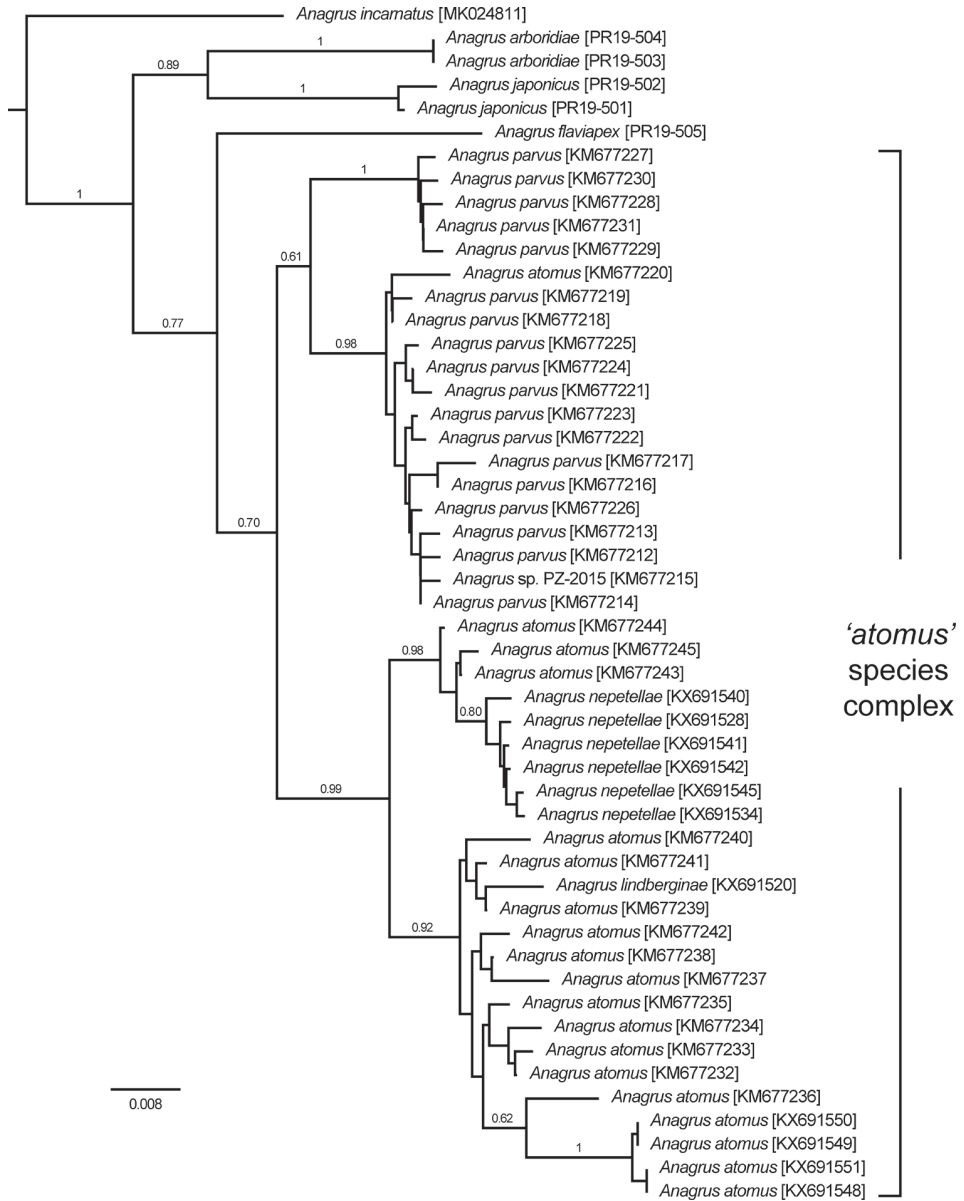 Anagrus incarnatus [MK024811]
1
Anagrus arboridiae [PR19-504]
Anagrus arboridiae [PR19-503]
0.89
1
Anagrus japonicus [PR19-502]
Anagrus japonicus [PR19-501]
Anagrus flaviapex [PR19-505]
1
Anagrus parvus [KM677227]
1
Anagrus parvus [KM677230]
Anagrus parvus [KM677228]
Anagrus parvus [KM677231]
Anagrus parvus [KM677229]
0.61
Anagrus atomus [KM677220]
Anagrus parvus [KM677219]
Anagrus parvus [KM677218]
0.77
0.98
Anagrus parvus [KM677225]
Anagrus parvus [KM677224]
Anagrus parvus [KM677221]
Anagrus parvus [KM677223]
Anagrus parvus [KM677222]
Anagrus parvus [KM677217]
Anagrus parvus [KM677216]
Anagrus parvus [KM677226]
0.70
Anagrus parvus [KM677213]
Anagrus parvus [KM677212]
Anagrus sp. PZ-2015 [KM677215]
Anagrus parvus [KM677214]
Anagrus atomus [KM677244]
0.98
Anagrus atomus [KM677245]
Anagrus atomus [KM677243]
Anagrus nepetellae [KX691540]
0.80
Anagrus nepetellae [KX691528]
Anagrus nepetellae [KX691541]
Anagrus nepetellae [KX691542]
Anagrus nepetellae [KX691545]
Anagrus nepetellae [KX691534]
‘atomus’
species
complex
0.99
Anagrus atomus [KM677240]
Anagrus atomus [KM677241]
Anagrus lindberginae [KX691520]
Anagrus atomus [KM677239]
0.92
Anagrus atomus [KM677242]
Anagrus atomus [KM677238]
Anagrus atomus [KM677237
Anagrus atomus [KM677235]
Anagrus atomus [KM677234]
Anagrus atomus [KM677233]
Anagrus atomus [KM677232]
Anagrus atomus [KM677236]
0.62
Anagrus atomus [KX691550]
Anagrus atomus [KX691549]
1
Anagrus atomus [KX691551]
Anagrus atomus [KX691548]
0.008